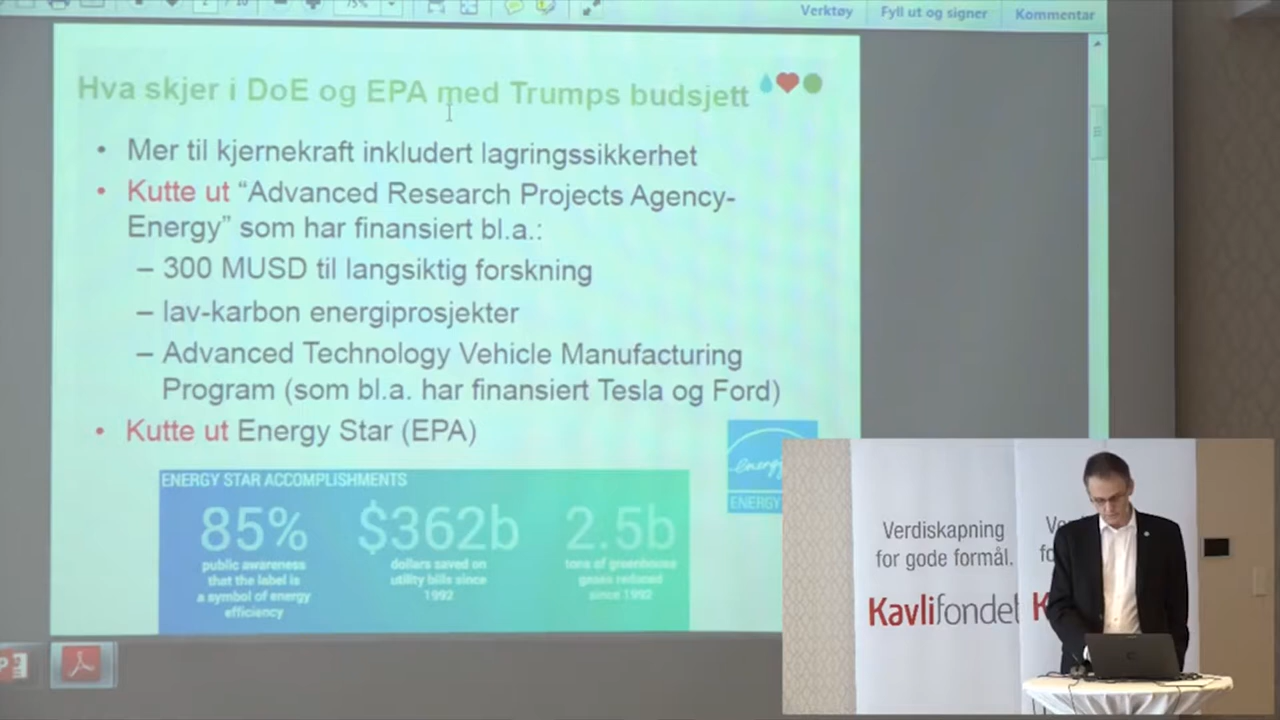 75%
Verktøy
Fyll ut og signer
Kommentar
Hva skjer i DoE og EPA med Trumps budsjett
• Mer til kjernekraft inkludert lagringssikkerhet
• Kutte ut “Advanced Research Projects Agency-
Energy” som har finansiert bl.a.:
– 300 MUSD til langsiktig forskning
– lav-karbon energiprosjekter
– Advanced Technology Vehicle Manufacturing
Program (som bl.a. har finansiert Tesla og Ford)
• Kutte ut Energy Star (EPA)
ENERGY STAR ACCOMPLISHMENTS
85%
public awareness
that the label is
a symbol of energy
efficiency
$362b
dollars saved on
utility bills since
1992
2.5b
tons of greenhouse
gases reduced
since 1992
energy
ENERGY
Verdiskapning
for gode formål.
Kavlifondet